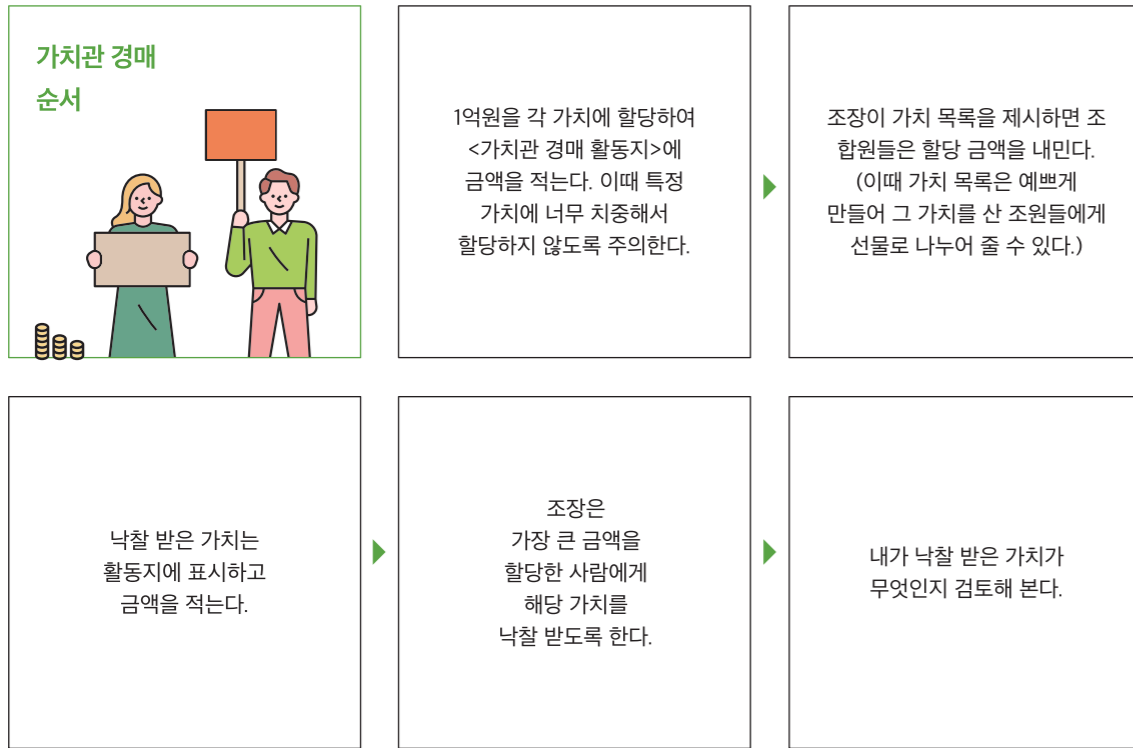 가치관 경매
순서
1억원을 각 가치에 할당하여
<가치관 경매 활동지>에
금액을 적는다. 이때 특정
가치에 너무 치중해서
할당하지 않도록 주의한다.
조장이 가치 목록을 제시하면 조
합원들은 할당 금액을 내민다.
(이때 가치 목록은 예쁘게
만들어 그 가치를 산 조원들에게
선물로 나누어 줄 수 있다.)
낙찰 받은 가치는
활동지에 표시하고
금액을 적는다.
조장은
가장 큰 금액을
할당한 사람에게
해당 가치를
낙찰 받도록 한다.
내가 낙찰 받은 가치가
무엇인지 검토해 본다.